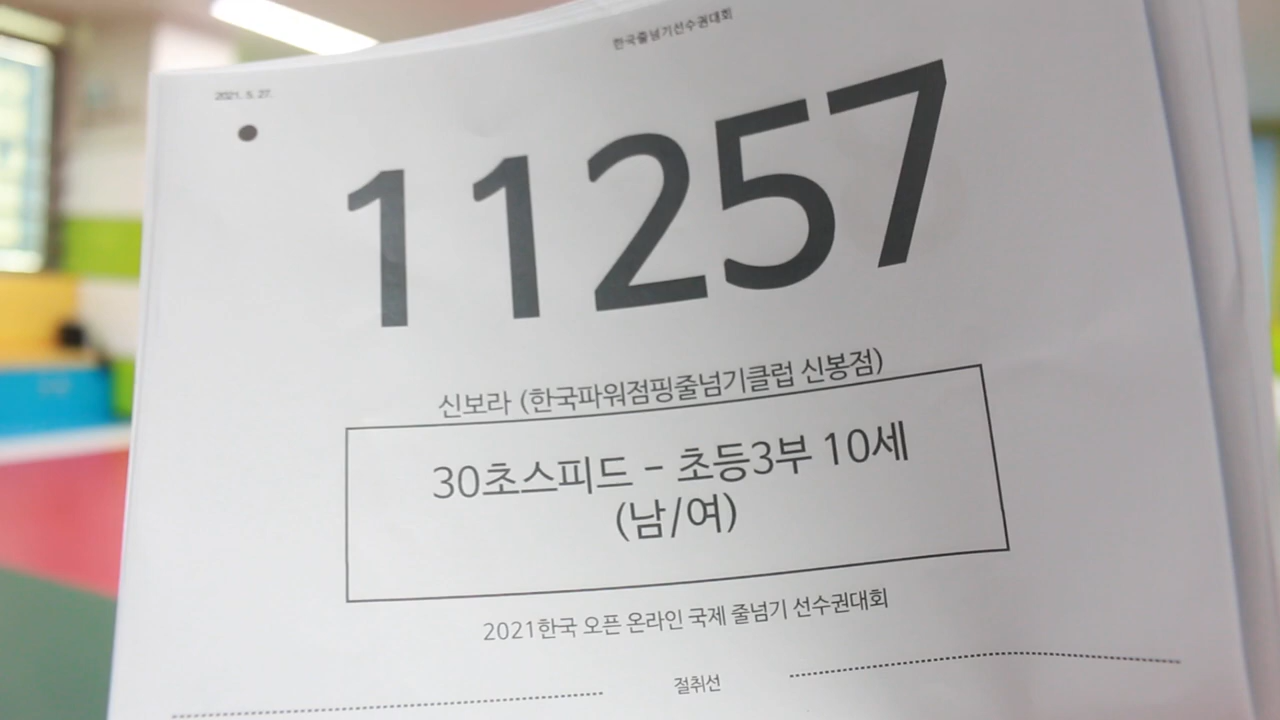 한국줄넘기선수권대회
2021. 5. 27.
11257
신보라 (한국파워점핑줄넘기클럽 신봉점)
30초스피드 - 초등3부 10세
(남/여)
2021한국 오픈 온라인 국제 줄넘기 선수권대회
절취선